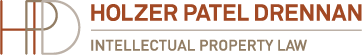 HPD HOLZER PATEL DRENNAN
INTELLECTUAL PROPERTY LAW